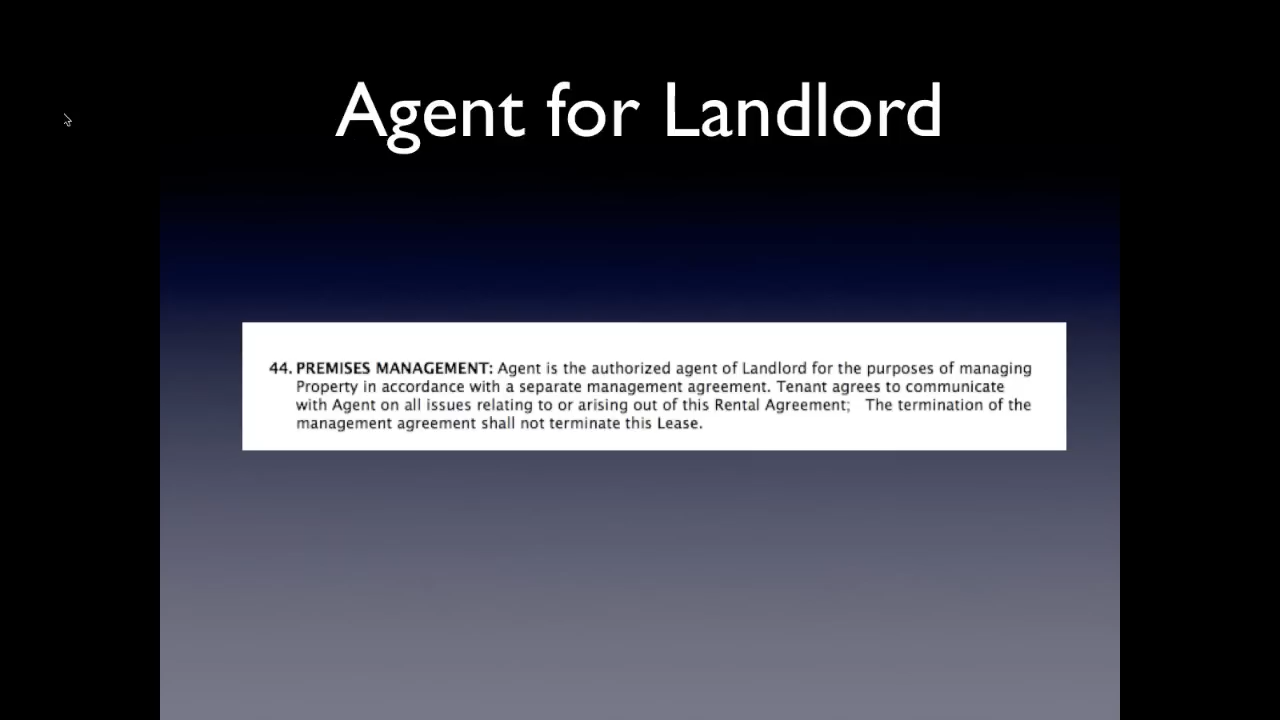 Agent for Landlord
44. PREMISES MANAGEMENT: Agent is the authorized agent of Landlord for the purposes of managing
Property in accordance with a separate management agreement. Tenant agrees to communicate
with Agent on all issues relating to or arising out of this Rental Agreement;   The termination of the
management agreement shall not terminate this Lease.